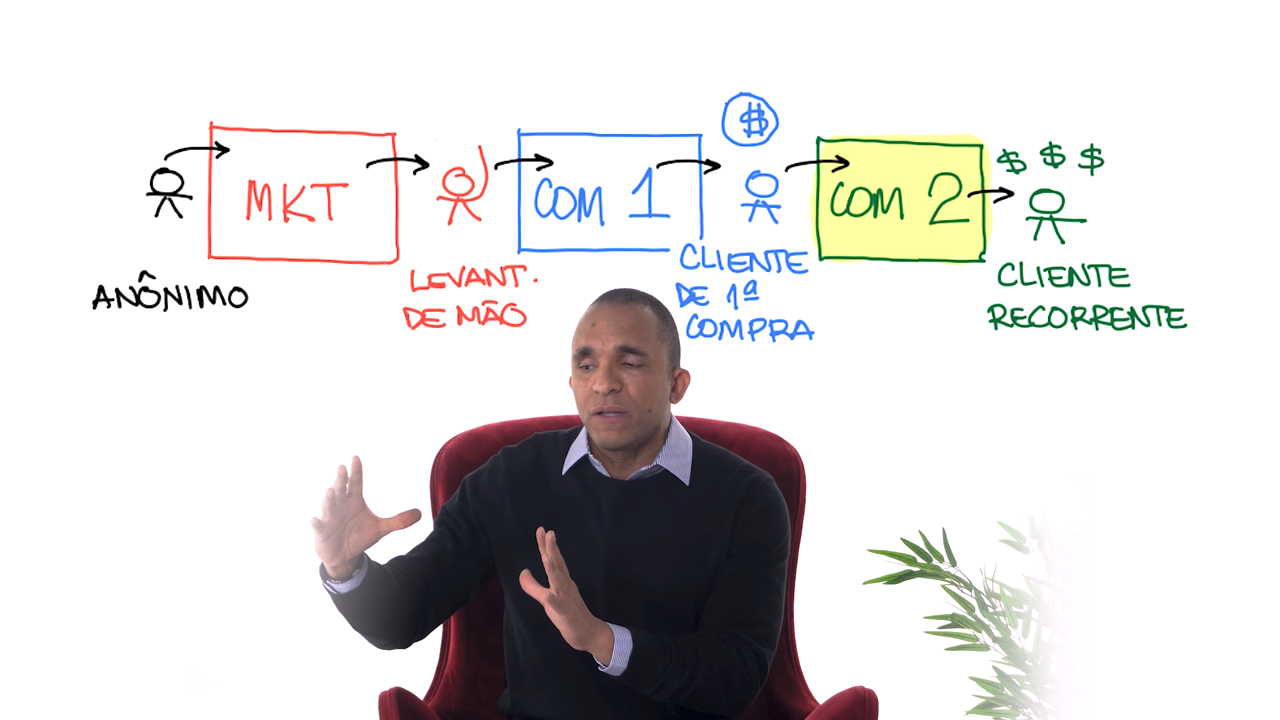 $
$ $ $
MKT
COM 1
COM 2
ANÔNIMO
LEVANT.
DE MÃO
CLIENTE
DE 1ª
COMPRA
CLIENTE
RECORRENTE